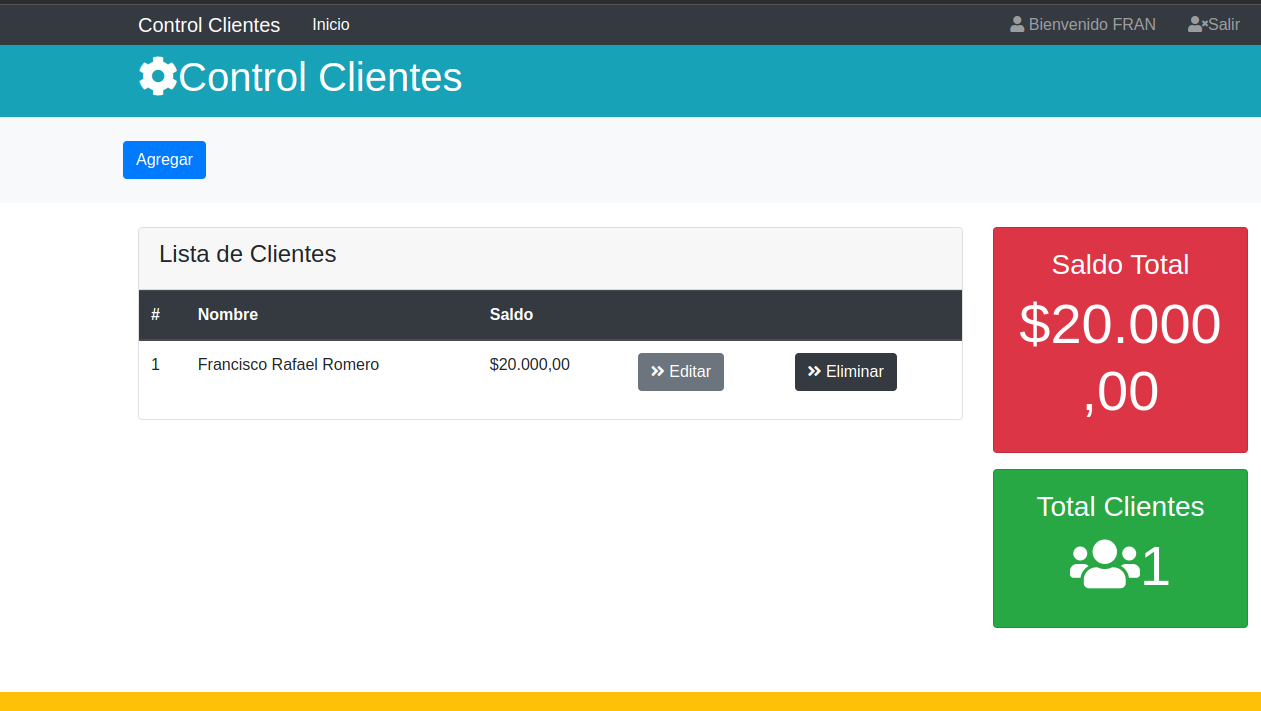 Control Clientes Inicio Bienvenido FRAN Salir
Control Clientes
Agregar
Lista de Clientes
# Nombre Saldo
1 Francisco Rafael Romero $20.000,00 Editar Eliminar
Saldo Total
$20.000
,00
Total Clientes
1